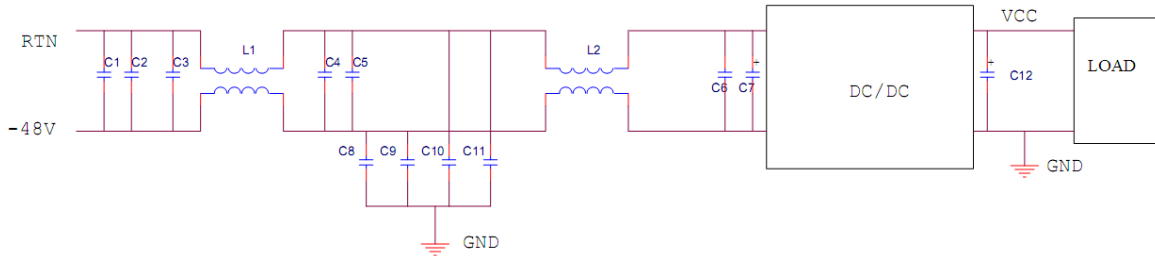 VCC
RTN
L1
L2
C1
C2
C3
C4
C5
C6
C7
+
DC/DC
+
C12
LOAD
-48V
C8
C9
C10
C11
GND
GND